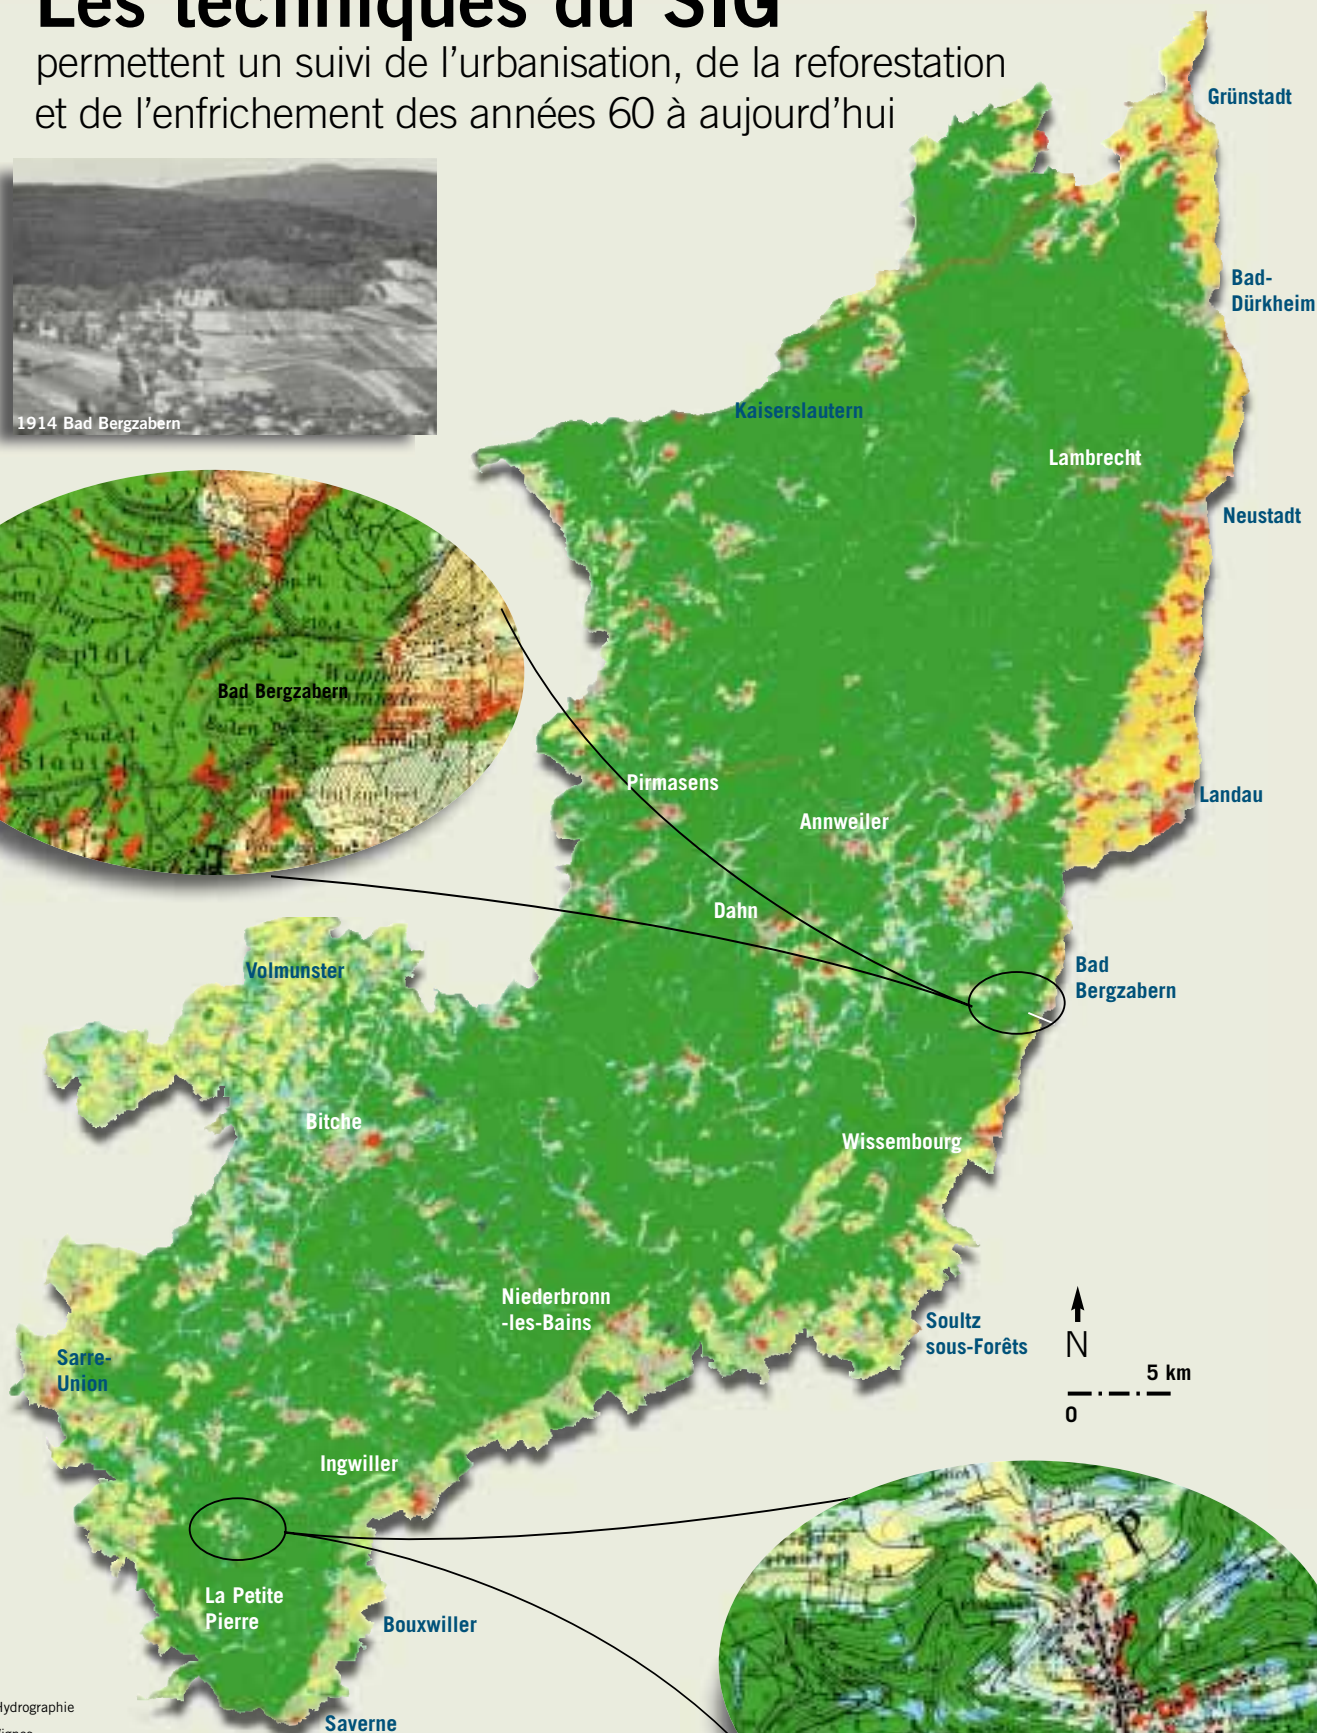 Les techniques du SIG
permettent un suivi de l'urbanisation, de la reforestation
et de l'enfrichement des années 60 à aujourd'hui
Grünstadt
Bad-
Dürkheim
1914 Bad Bergzabern
Kaiserslautern
Lambrecht
Neustadt
Bad Bergzabern
Pirmasens
Landau
Annweiler
Dahn
Volmunster
Bad
Bergzabern
Bitche
Wissembourg
Niederbronn
-les-Bains
Soultz
sous-Forêts
N
5 km
0
Sarre-
Union
Ingwiller
La Petite
Pierre
Bouxwiller
Saverne
Hydrographie